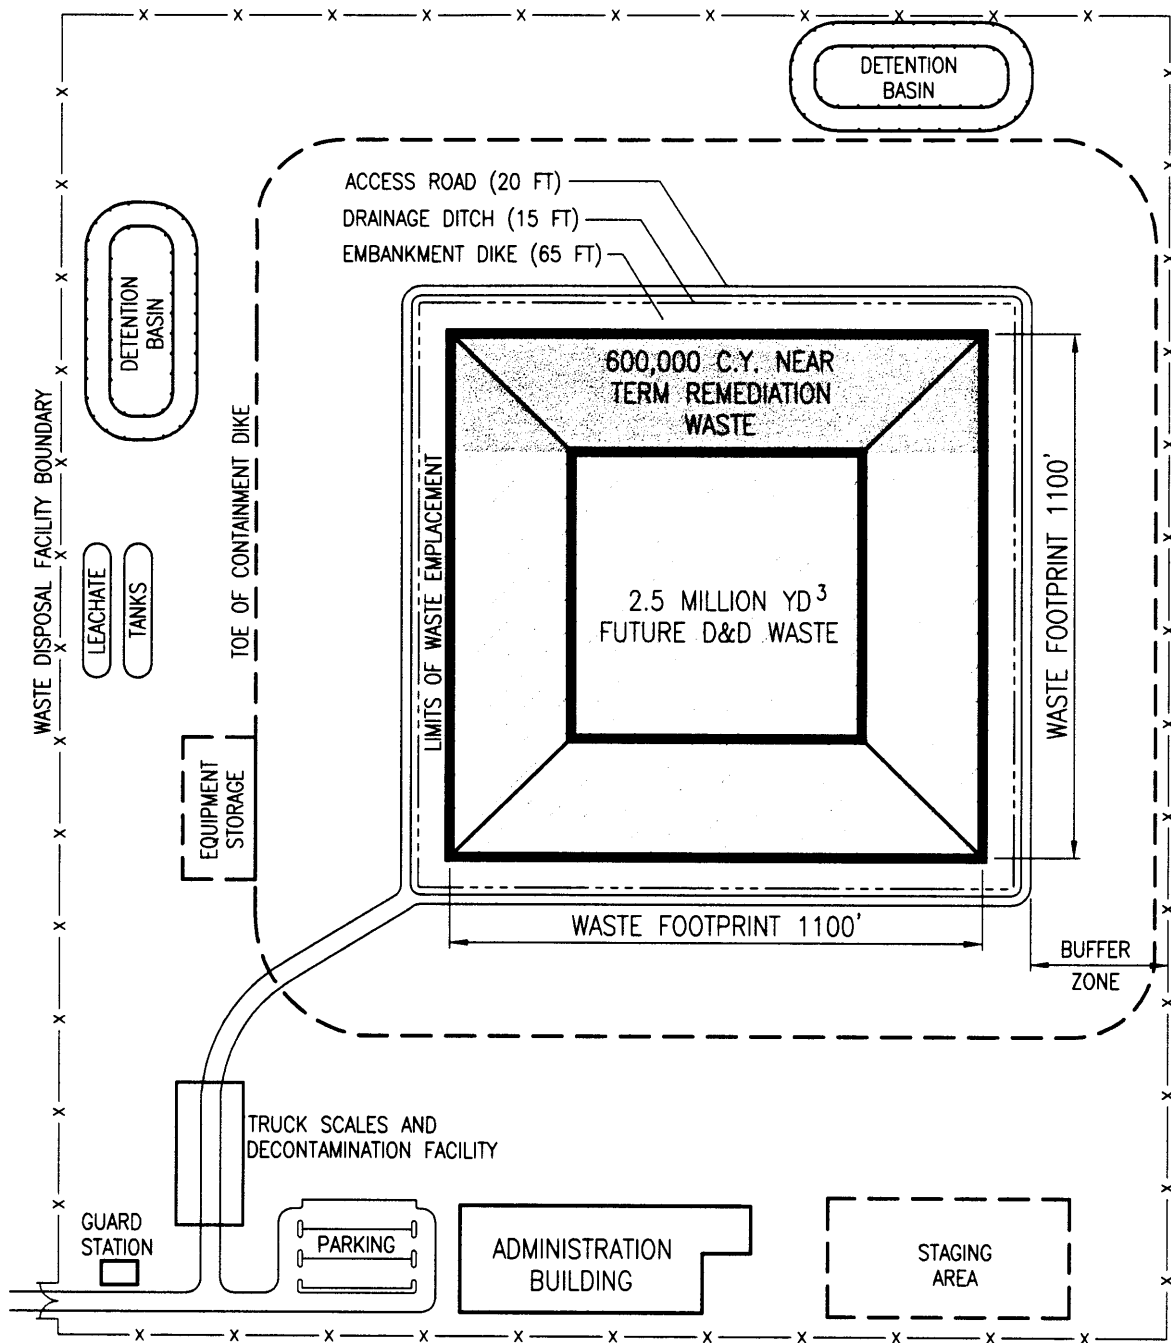 DETENTION
BASIN
ACCESS ROAD (20 FT)
DRAINAGE DITCH (15 FT)
EMBANKMENT DIKE (65 FT)
DETENTION
BASIN
600,000 C.Y. NEAR
TERM REMEDIATION
WASTE
WASTE DISPOSAL FACILITY BOUNDARY
TOE OF CONTAINMENT DIKE
LIMITS OF WASTE EMPLACEMENT
2.5 MILLION YD³
FUTURE D&D WASTE
WASTE FOOTPRINT 1100'
LEACHATE
TANKS
EQUIPMENT
STORAGE
WASTE FOOTPRINT 1100'
BUFFER
ZONE
TRUCK SCALES AND
DECONTAMINATION FACILITY
GUARD
STATION
PARKING
ADMINISTRATION
BUILDING
STAGING
AREA